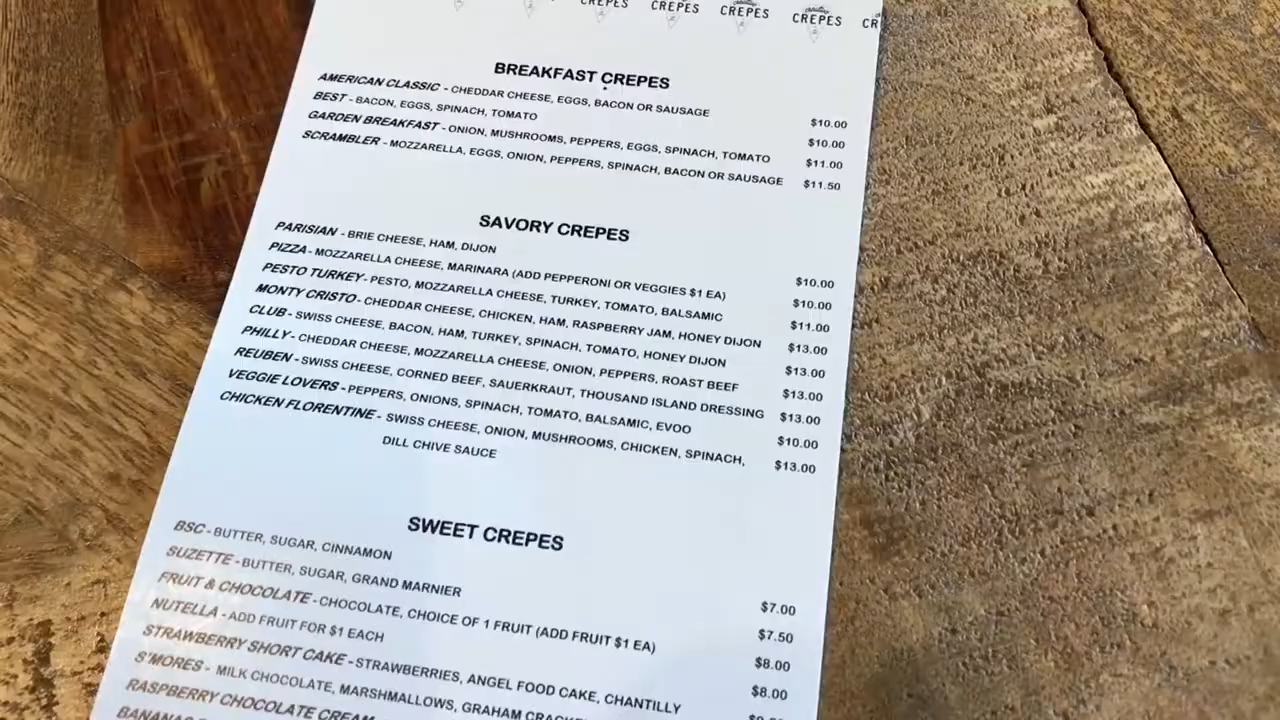 CREPES CREPES CREPES CREPES CR
BREAKFAST CREPES
AMERICAN CLASSIC - CHEDDAR CHEESE, EGGS, BACON OR SAUSAGE $10.00
BEST - BACON, EGGS, SPINACH, TOMATO $10.00
GARDEN BREAKFAST - ONION, MUSHROOMS, PEPPERS, EGGS, SPINACH, TOMATO $11.00
SCRAMBLER - MOZZARELLA, EGGS, ONION, PEPPERS, SPINACH, BACON OR SAUSAGE $11.50
SAVORY CREPES
PARISIAN - BRIE CHEESE, HAM, DIJON $10.00
PIZZA - MOZZARELLA CHEESE, MARINARA (ADD PEPPERONI OR VEGGIES $1 EA) $10.00
PESTO TURKEY - PESTO, MOZZARELLA CHEESE, TURKEY, TOMATO, BALSAMIC $11.00
MONTY CRISTO - CHEDDAR CHEESE, CHICKEN, HAM, RASPBERRY JAM, HONEY DIJON $13.00
CLUB - SWISS CHEESE, BACON, HAM, TURKEY, SPINACH, TOMATO, HONEY DIJON $13.00
PHILLY - CHEDDAR CHEESE, MOZZARELLA CHEESE, ONION, PEPPERS, ROAST BEEF $13.00
REUBEN - SWISS CHEESE, CORNED BEEF, SAUERKRAUT, THOUSAND ISLAND DRESSING $13.00
VEGGIE LOVERS - PEPPERS, ONIONS, SPINACH, TOMATO, BALSAMIC, EVOO $10.00
CHICKEN FLORENTINE - SWISS CHEESE, ONION, MUSHROOMS, CHICKEN, SPINACH, $13.00
DILL CHIVE SAUCE
SWEET CREPES
BSC - BUTTER, SUGAR, CINNAMON $7.00
SUZETTE - BUTTER, SUGAR, GRAND MARNIER $7.50
FRUIT & CHOCOLATE - CHOCOLATE, CHOICE OF 1 FRUIT (ADD FRUIT $1 EA) $8.00
NUTELLA - ADD FRUIT FOR $1 EACH $8.00
STRAWBERRY SHORT CAKE - STRAWBERRIES, ANGEL FOOD CAKE, CHANTILLY
S'MORES - MILK CHOCOLATE, MARSHMALLOWS, GRAHAM
RASPBERRY CHOCOLATE CREAM
BANANAS